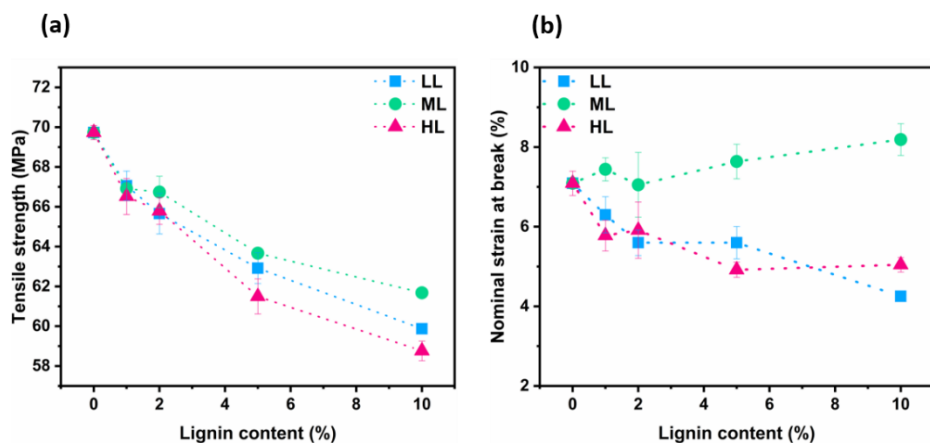 (a)
Tensile strength (MPa)
72
70
68
66
64
62
60
58
0 2 4 6 8 10
Lignin content (%)
LL
ML
HL
(b)
Nominal strain at break (%)
10
8
6
4
2
0 2 4 6 8 10
Lignin content (%)
LL
ML
HL